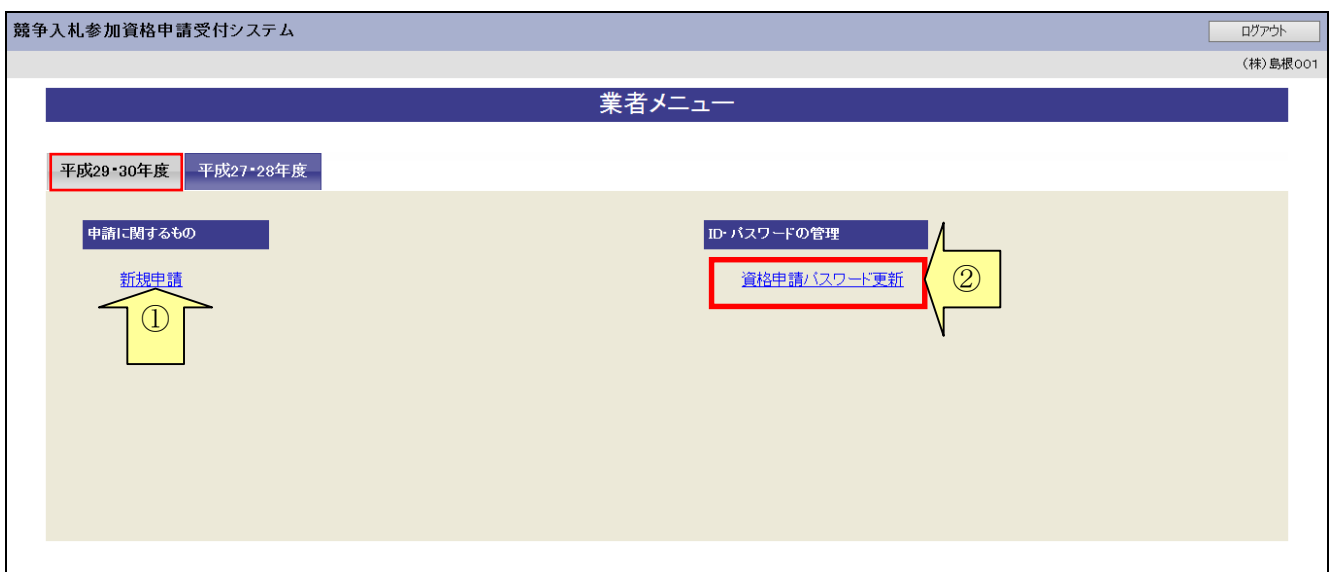 競争入札参加資格申請受付システム
ログアウト
(株)島根001
業者メニュー
平成29・30年度
平成27・28年度
申請に関するもの
ID・パスワードの管理
新規申請
資格申請パスワード更新
①
②